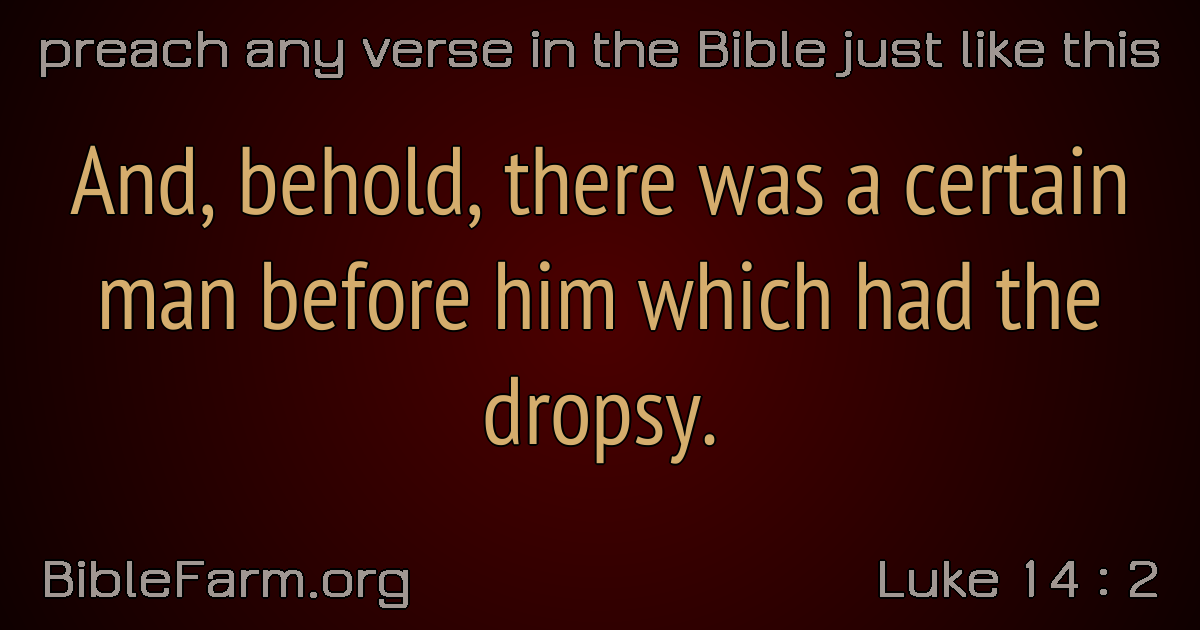 preach any verse in the Bible just like this
And, behold, there was a certain
man before him which had the
dropsy.
BibleFarm.org
Luke 14 : 2